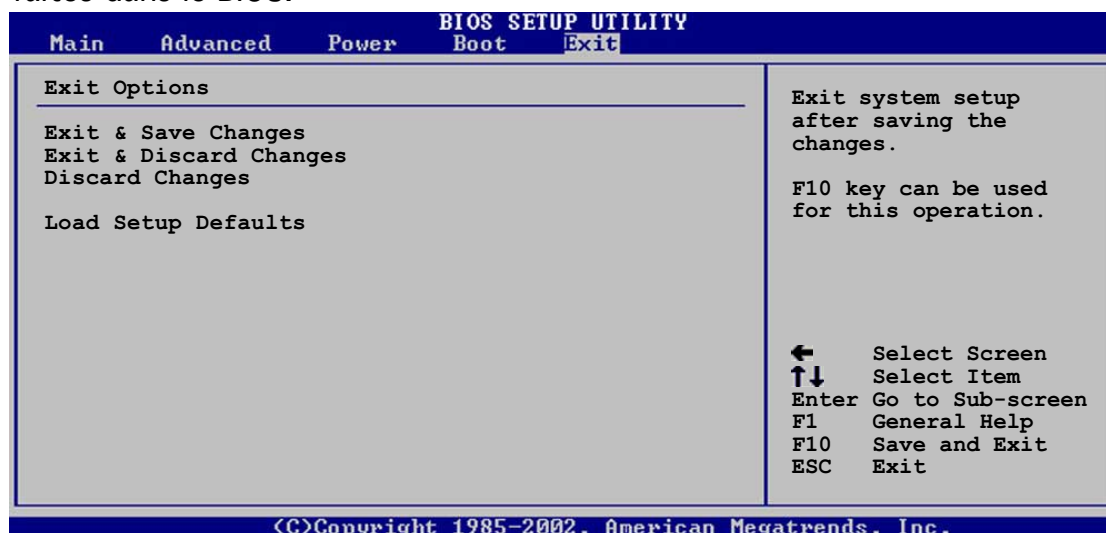 dans le BIOS.
BIOS SETUP UTILITY
Main Advanced Power Boot Exit
Exit Options
Exit & Save Changes
Exit & Discard Changes
Discard Changes
Load Setup Defaults
Exit system setup
after saving the
changes.
F10 key can be used
for this operation.
← Select Screen
↑↓ Select Item
Enter Go to Sub-screen
F1 General Help
F10 Save and Exit
ESC Exit
(C)Copyright 1985-2002, American Megatrends, Inc.